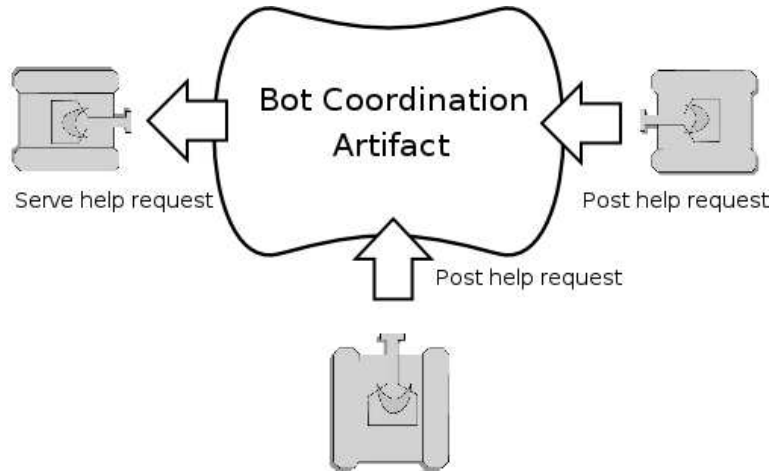 Bot Coordination
Artifact
Serve help request
Post help request
Post help request